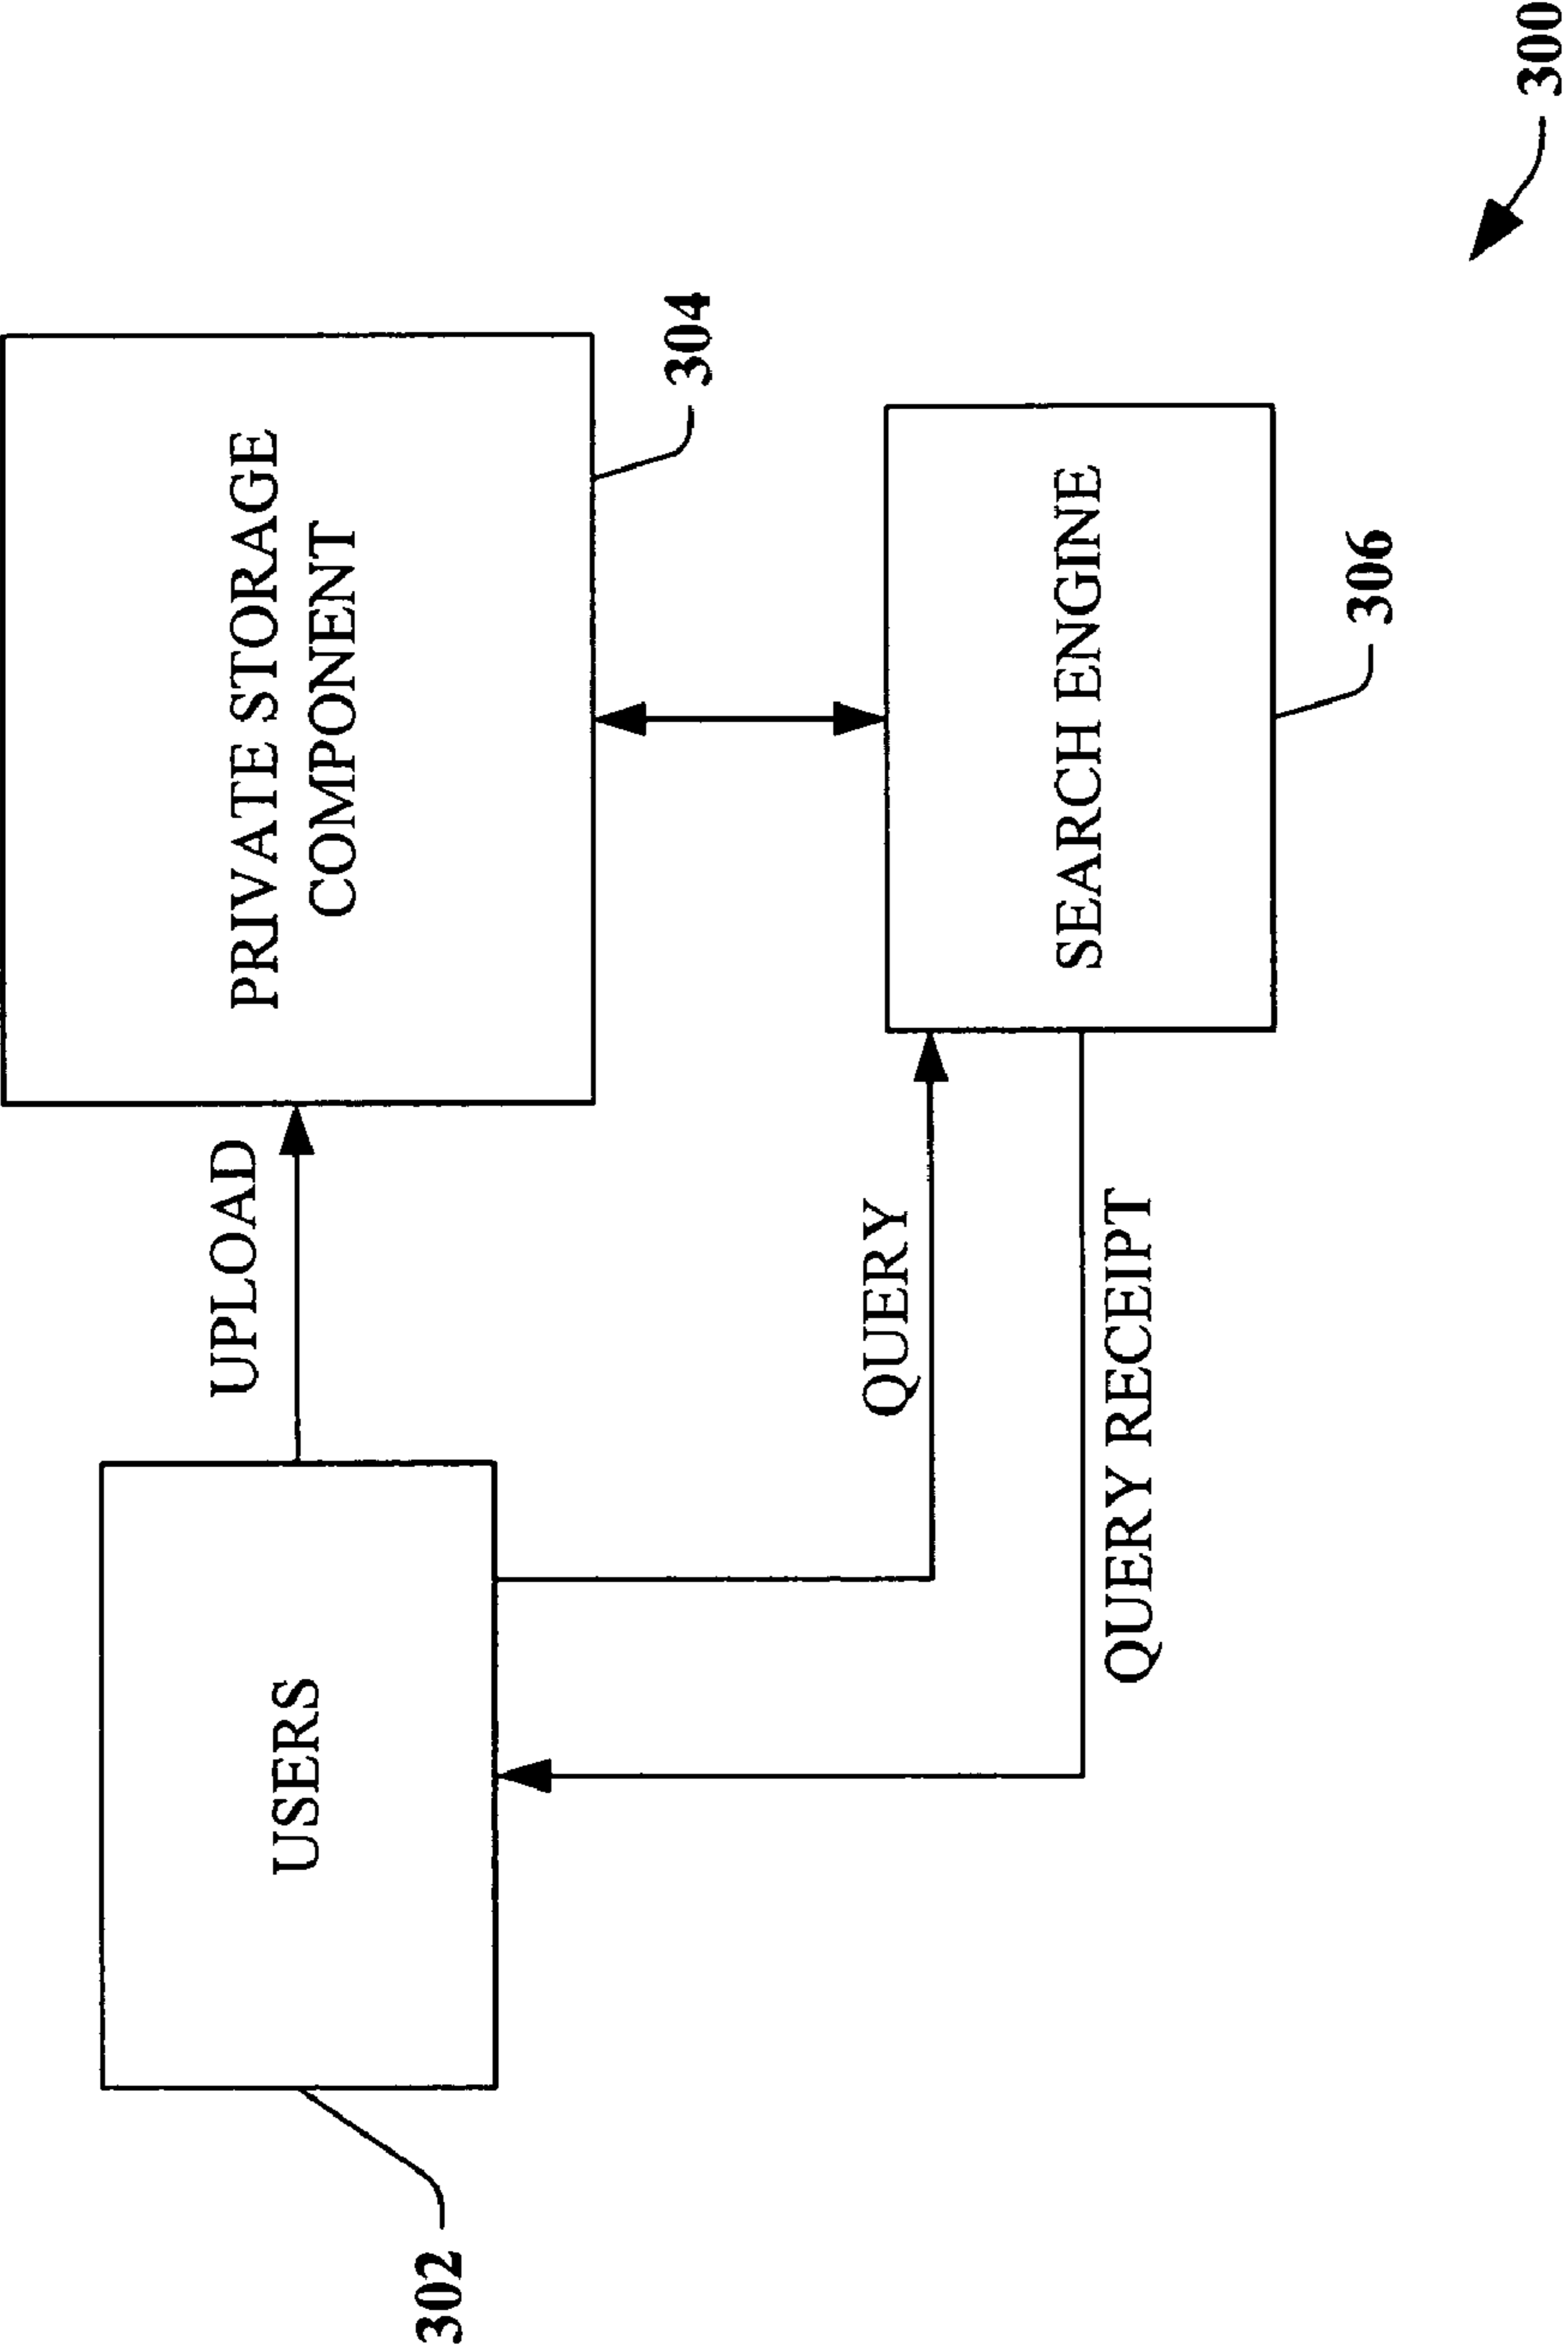 302
USERS
UPLOAD
PRIVATE STORAGE
COMPONENT
304
QUERY
QUERY RECEIPT
SEARCH ENGINE
306
300